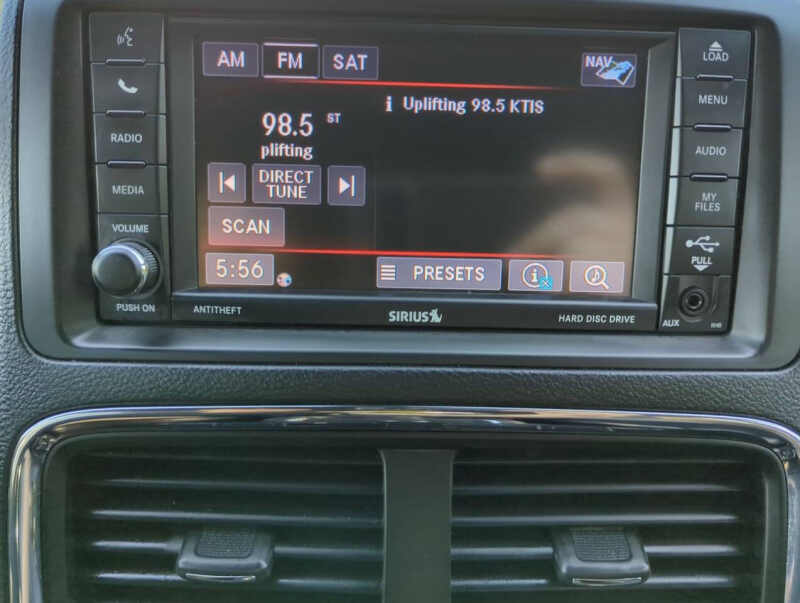 AM FM SAT NAV
LOAD
i Uplifting 98.5 KTIS
98.5 ST
plifting
DIRECT
TUNE
SCAN
5:56
PRESETS
RADIO
MEDIA
VOLUME
PUSH ON
MENU
AUDIO
MY
FILES
PULL
AUX
ANTITHEFT
SIRIUS
HARD DISC DRIVE